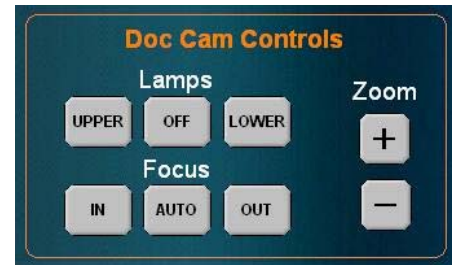 Doc Cam Controls
Lamps
UPPER OFF LOWER
Focus
IN AUTO OUT
Zoom
+
−